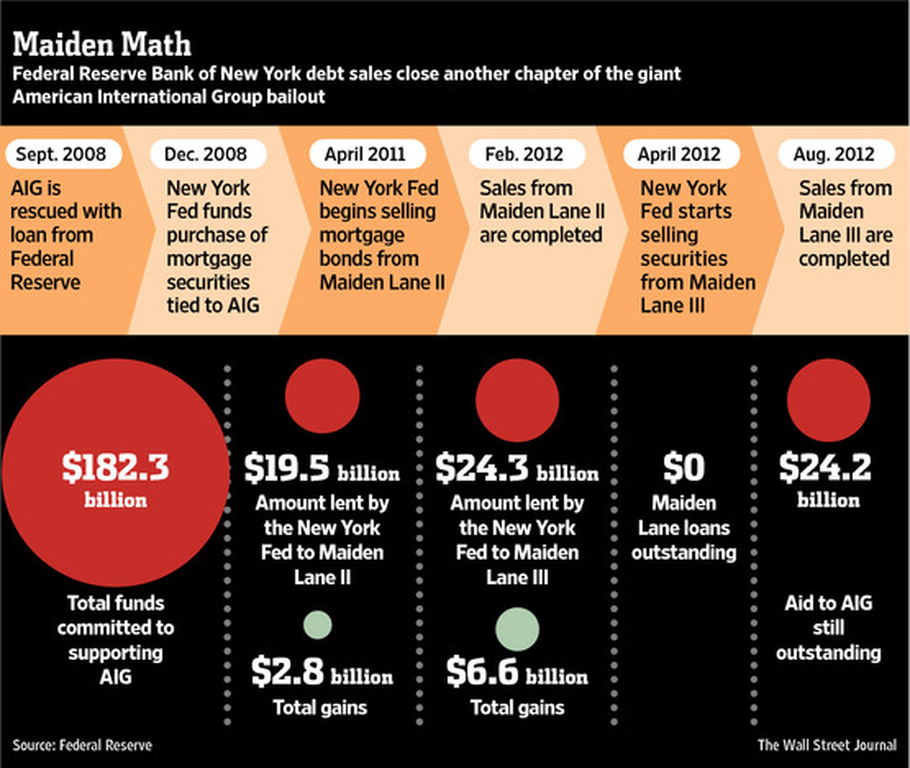 Maiden Math
Federal Reserve Bank of New York debt sales close another chapter of the giant
American International Group bailout
Sept. 2008
AIG is
rescued with
loan from
Federal
Reserve
Dec. 2008
New York
Fed funds
purchase of
mortgage
securities
tied to AIG
April 2011
New York Fed
begins selling
mortgage
bonds from
Maiden Lane II
Feb. 2012
Sales from
Maiden Lane II
are completed
April 2012
New York
Fed starts
selling
securities
from Maiden
Lane III
Aug. 2012
Sales from
Maiden
Lane III are
completed
$182.3
billion
Total funds
committed to
supporting
AIG
$19.5 billion
Amount lent by
the New York
Fed to Maiden
Lane II
$2.8 billion
Total gains
$24.3 billion
Amount lent by
the New York
Fed to Maiden
Lane III
$6.6 billion
Total gains
$0
Maiden
Lane loans
outstanding
$24.2
billion
Aid to AIG
still
outstanding
Source: Federal Reserve
The Wall Street Journal